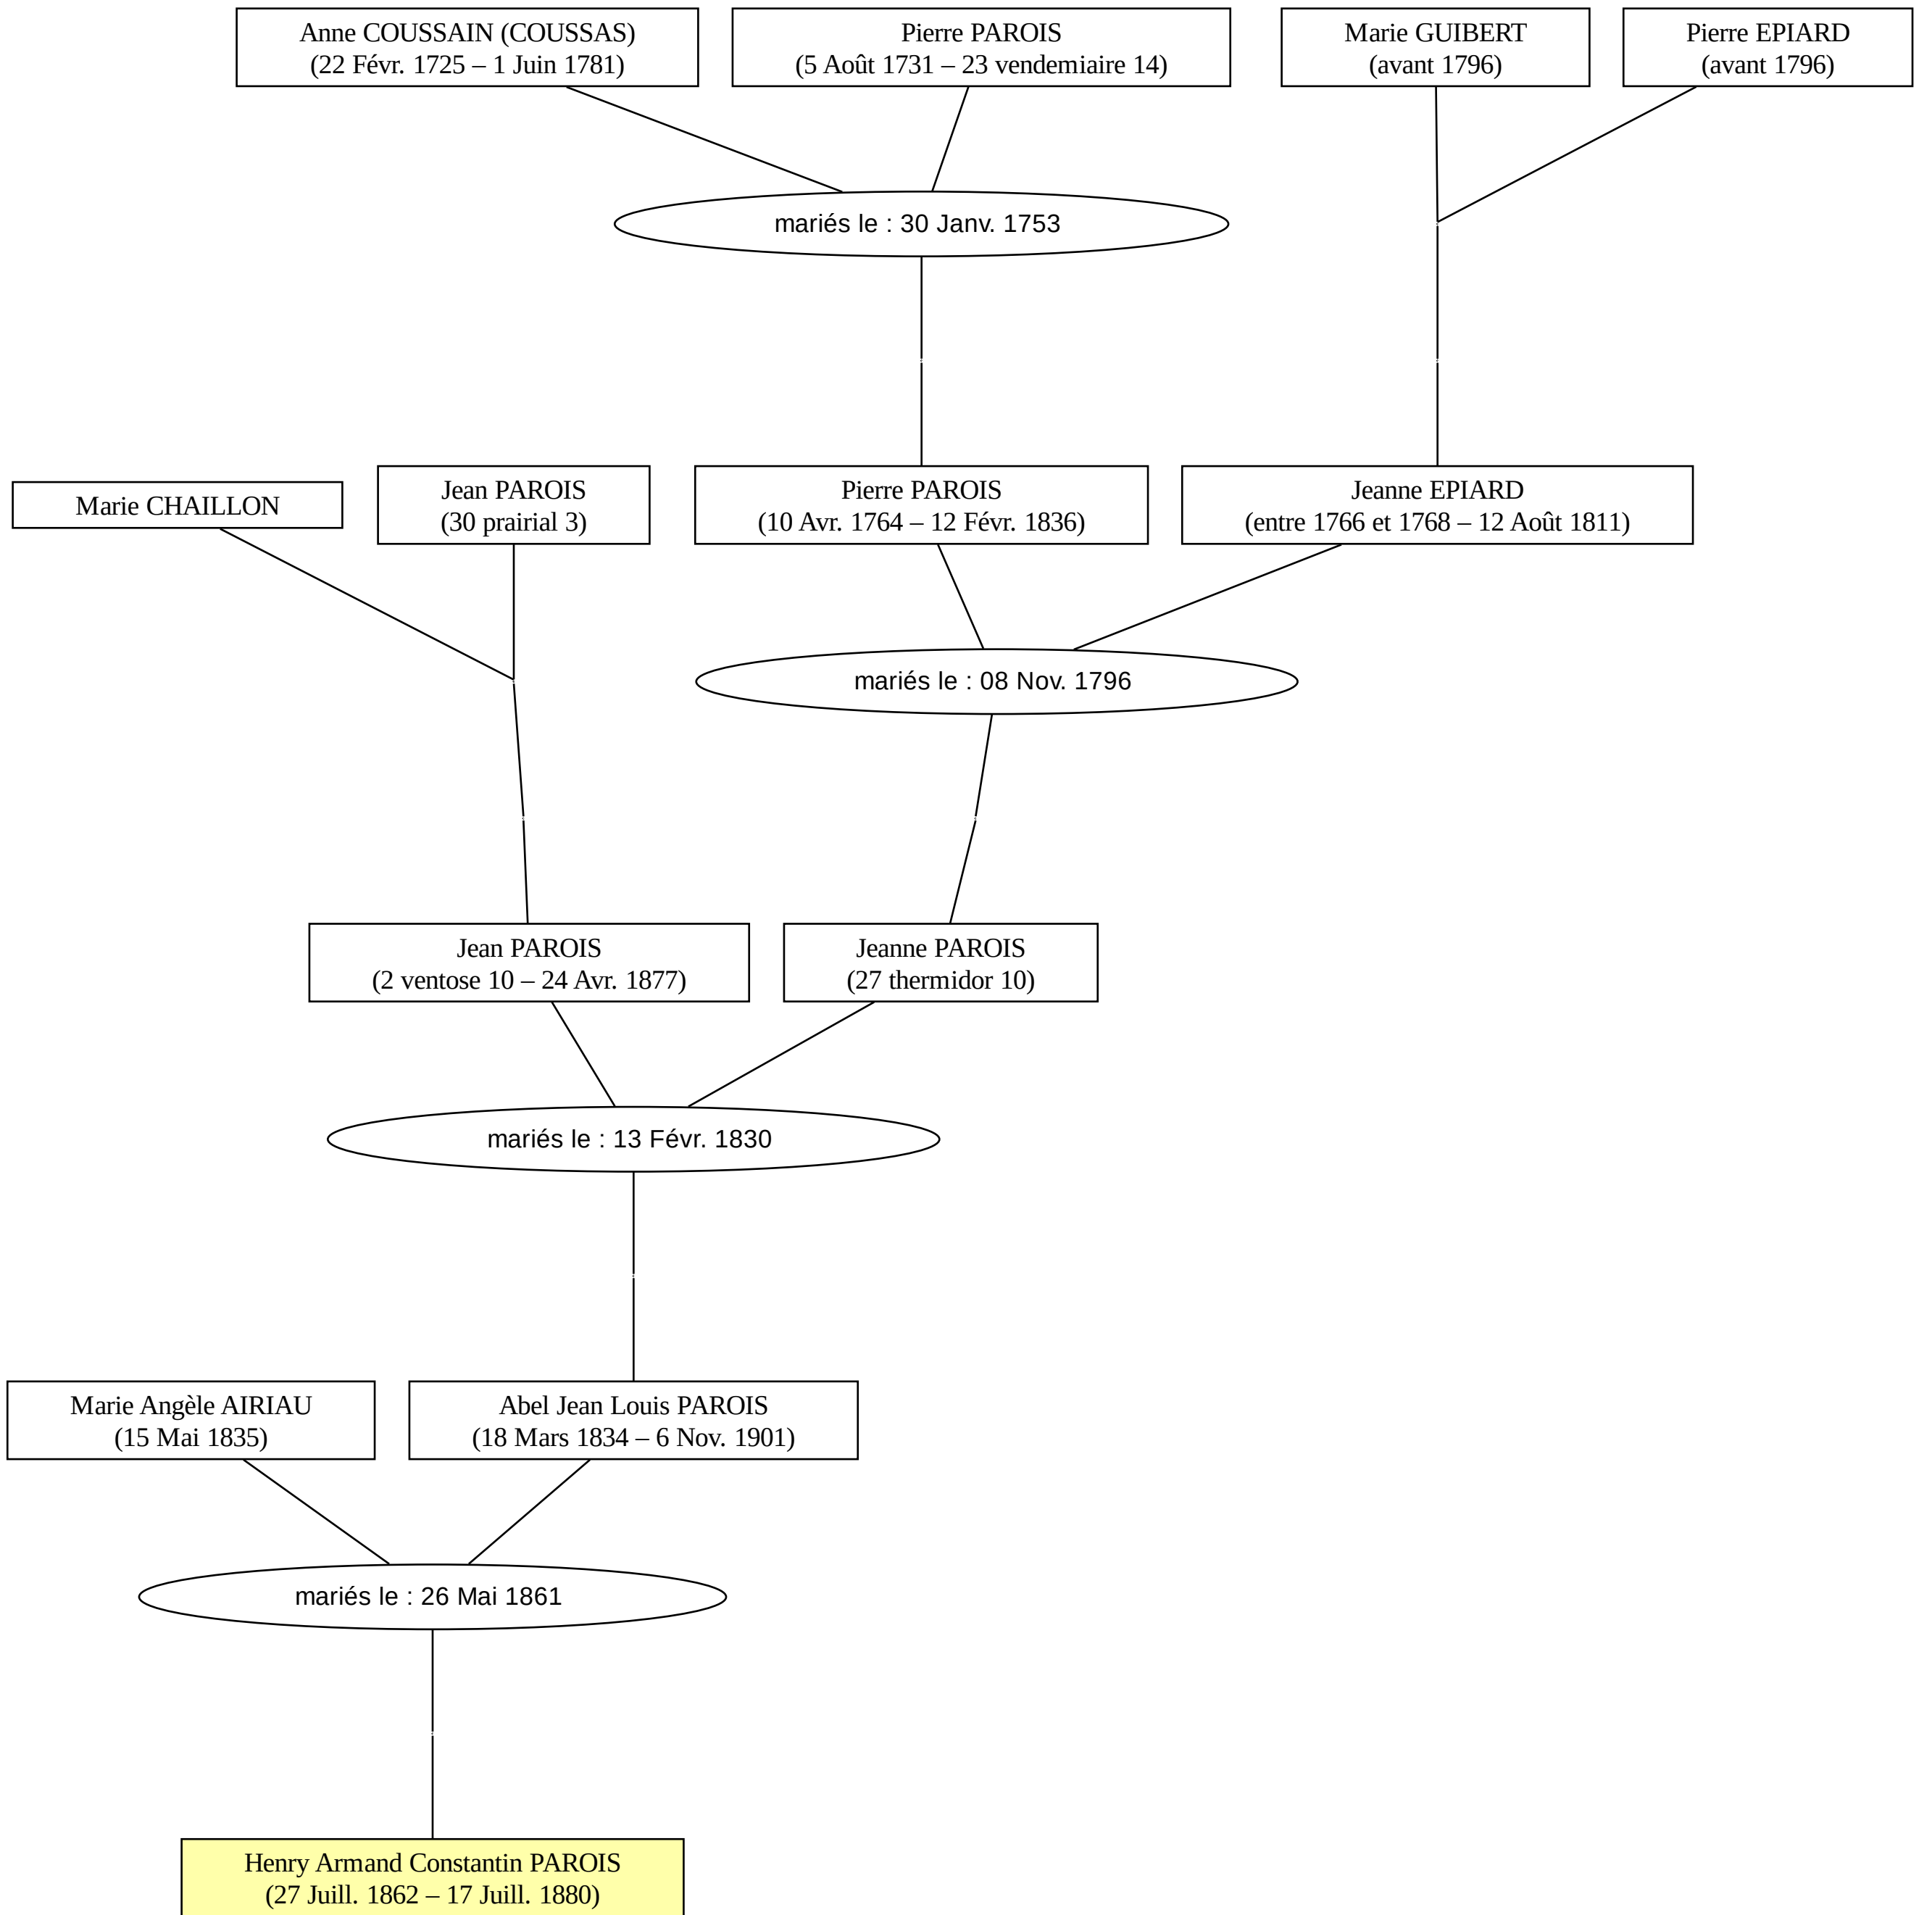 Anne COUSSAIN (COUSSAS)
(22 Févr. 1725 – 1 Juin 1781)
Pierre PAROIS
(5 Août 1731 – 23 vendemiaire 14)
Marie GUIBERT
(avant 1796)
Pierre EPIARD
(avant 1796)
mariés le : 30 Janv. 1753
Marie CHAILLON
Jean PAROIS
(30 prairial 3)
Pierre PAROIS
(10 Avr. 1764 – 12 Févr. 1836)
Jeanne EPIARD
(entre 1766 et 1768 – 12 Août 1811)
mariés le : 08 Nov. 1796
Jean PAROIS
(2 ventose 10 – 24 Avr. 1877)
Jeanne PAROIS
(27 thermidor 10)
mariés le : 13 Févr. 1830
Marie Angèle AIRIAU
(15 Mai 1835)
Abel Jean Louis PAROIS
(18 Mars 1834 – 6 Nov. 1901)
mariés le : 26 Mai 1861
Henry Armand Constantin PAROIS
(27 Juill. 1862 – 17 Juill. 1880)